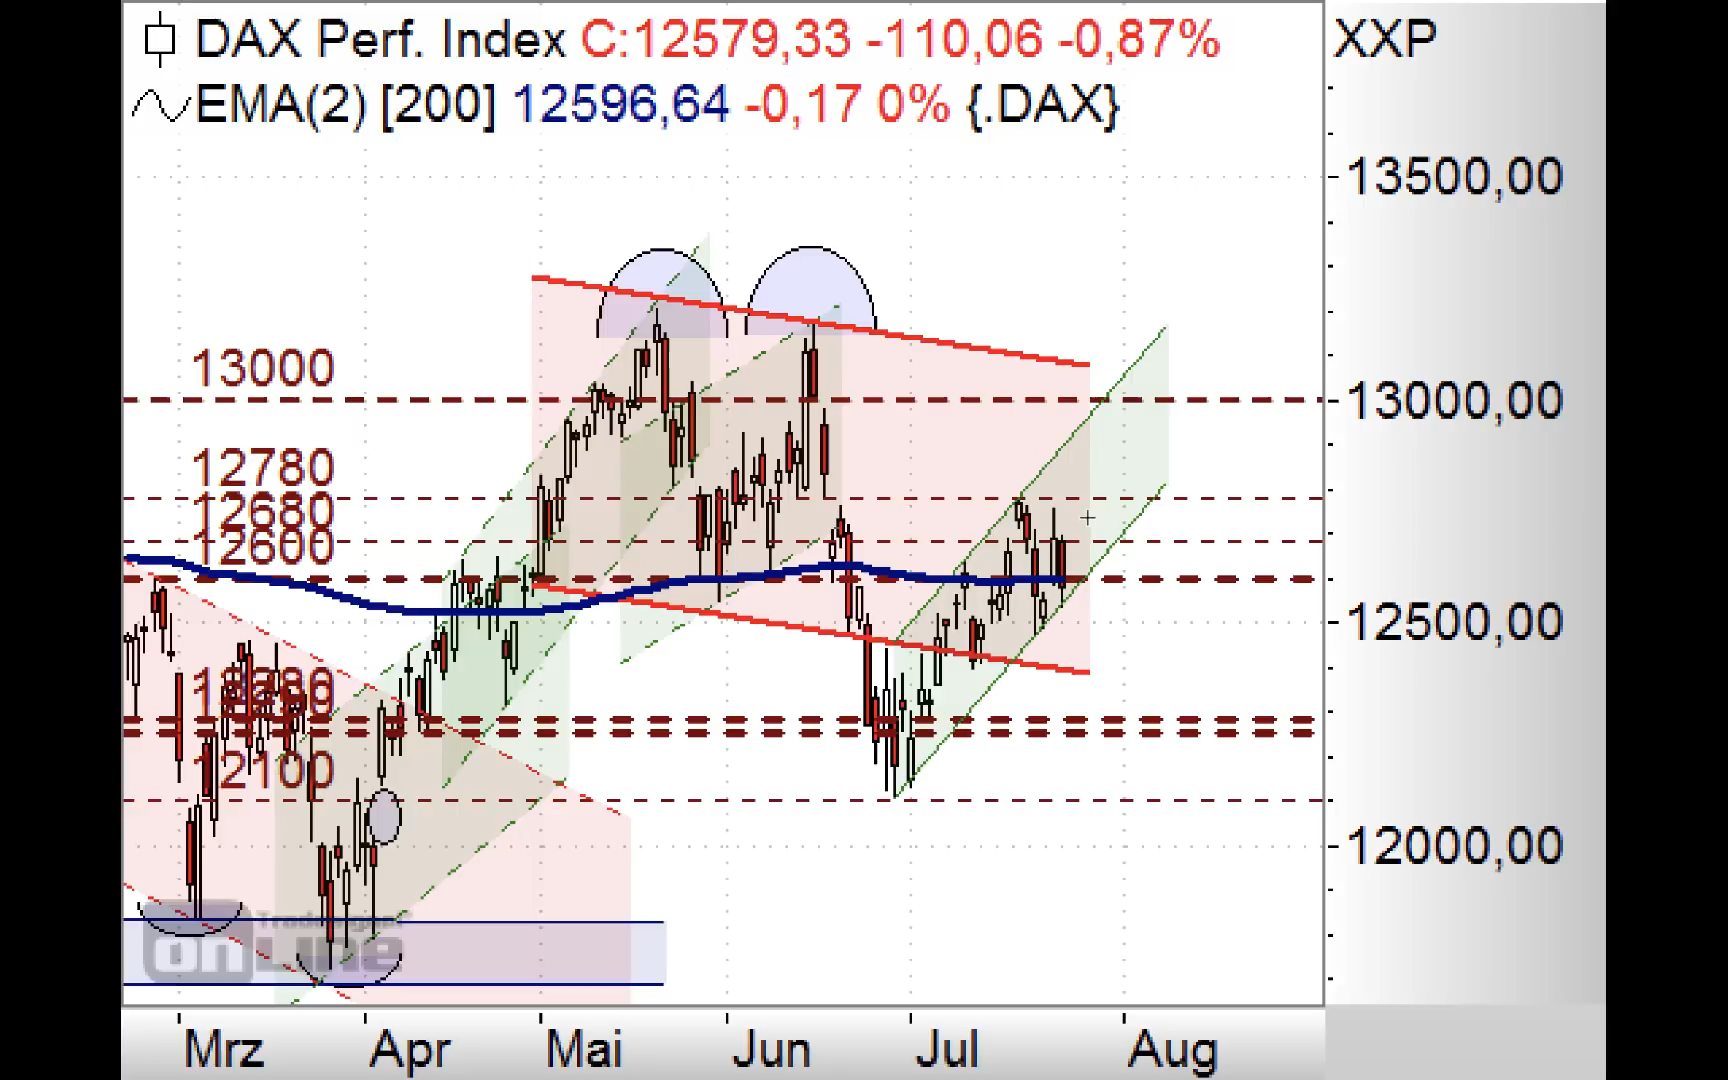 DAX Perf. Index C:12579,33 -110,06 -0,87%
XXP
EMA(2) [200] 12596,64 -0,17 0% {.DAX}
13500,00
13000
13000,00
12780
12680
12600
12500,00
12100
12000,00
onLine
Mrz Apr Mai Jun Jul Aug